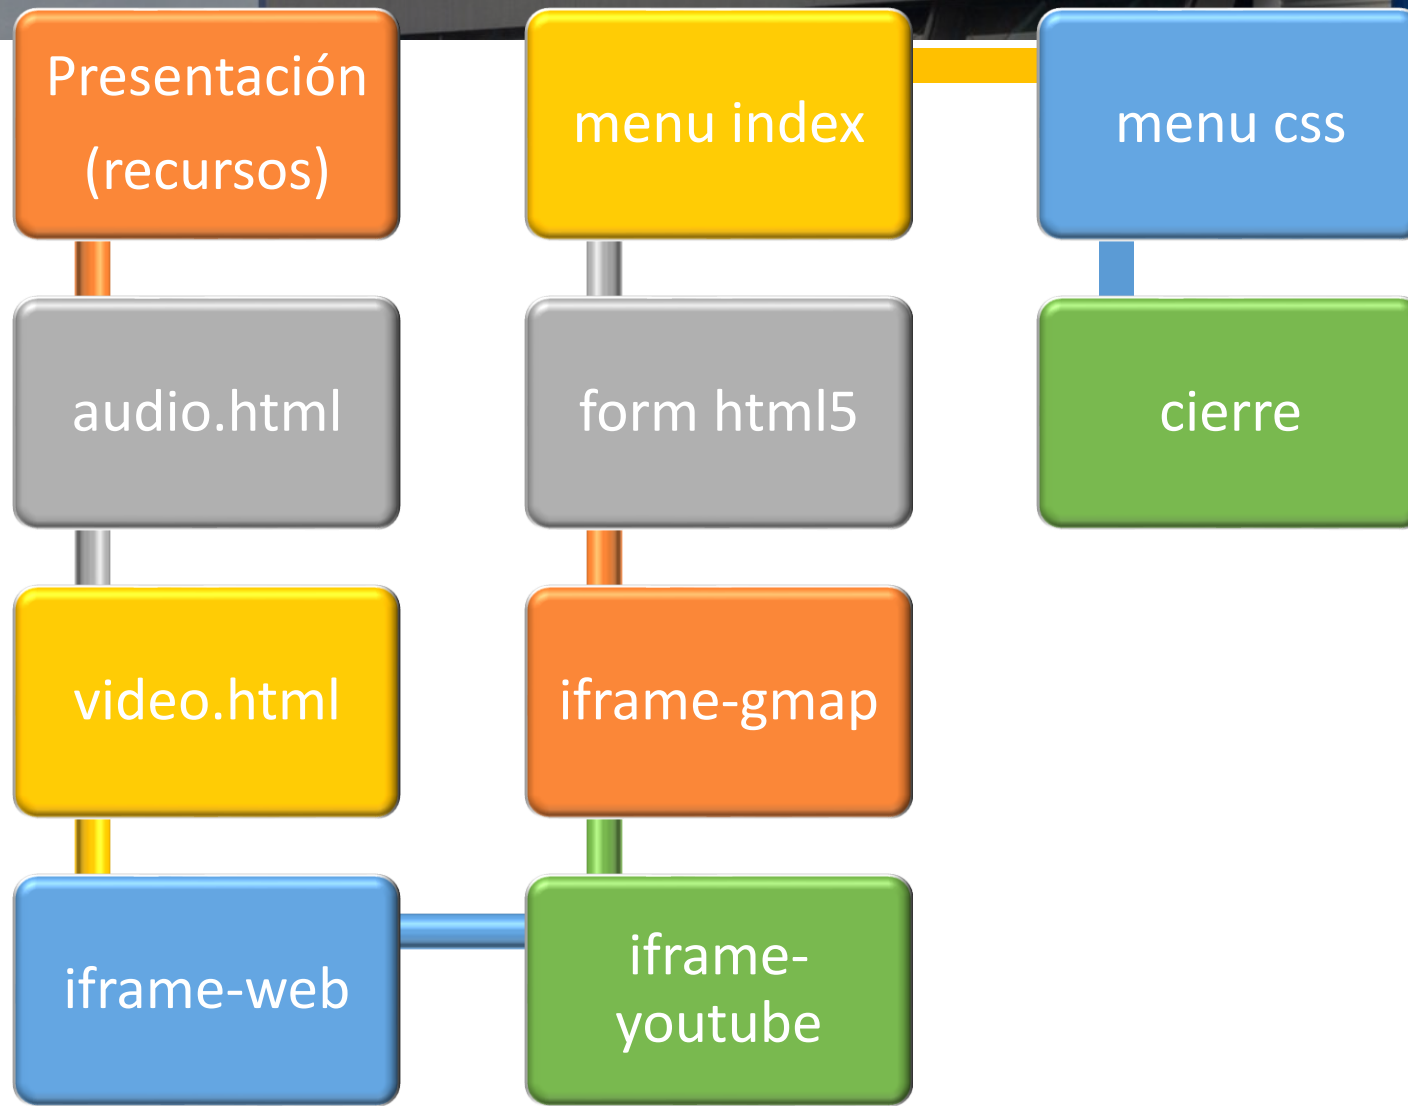 Presentación
(recursos)
audio.html
video.html
iframe-web
iframe-
youtube
iframe-gmap
form html5
menu index
menu css
cierre